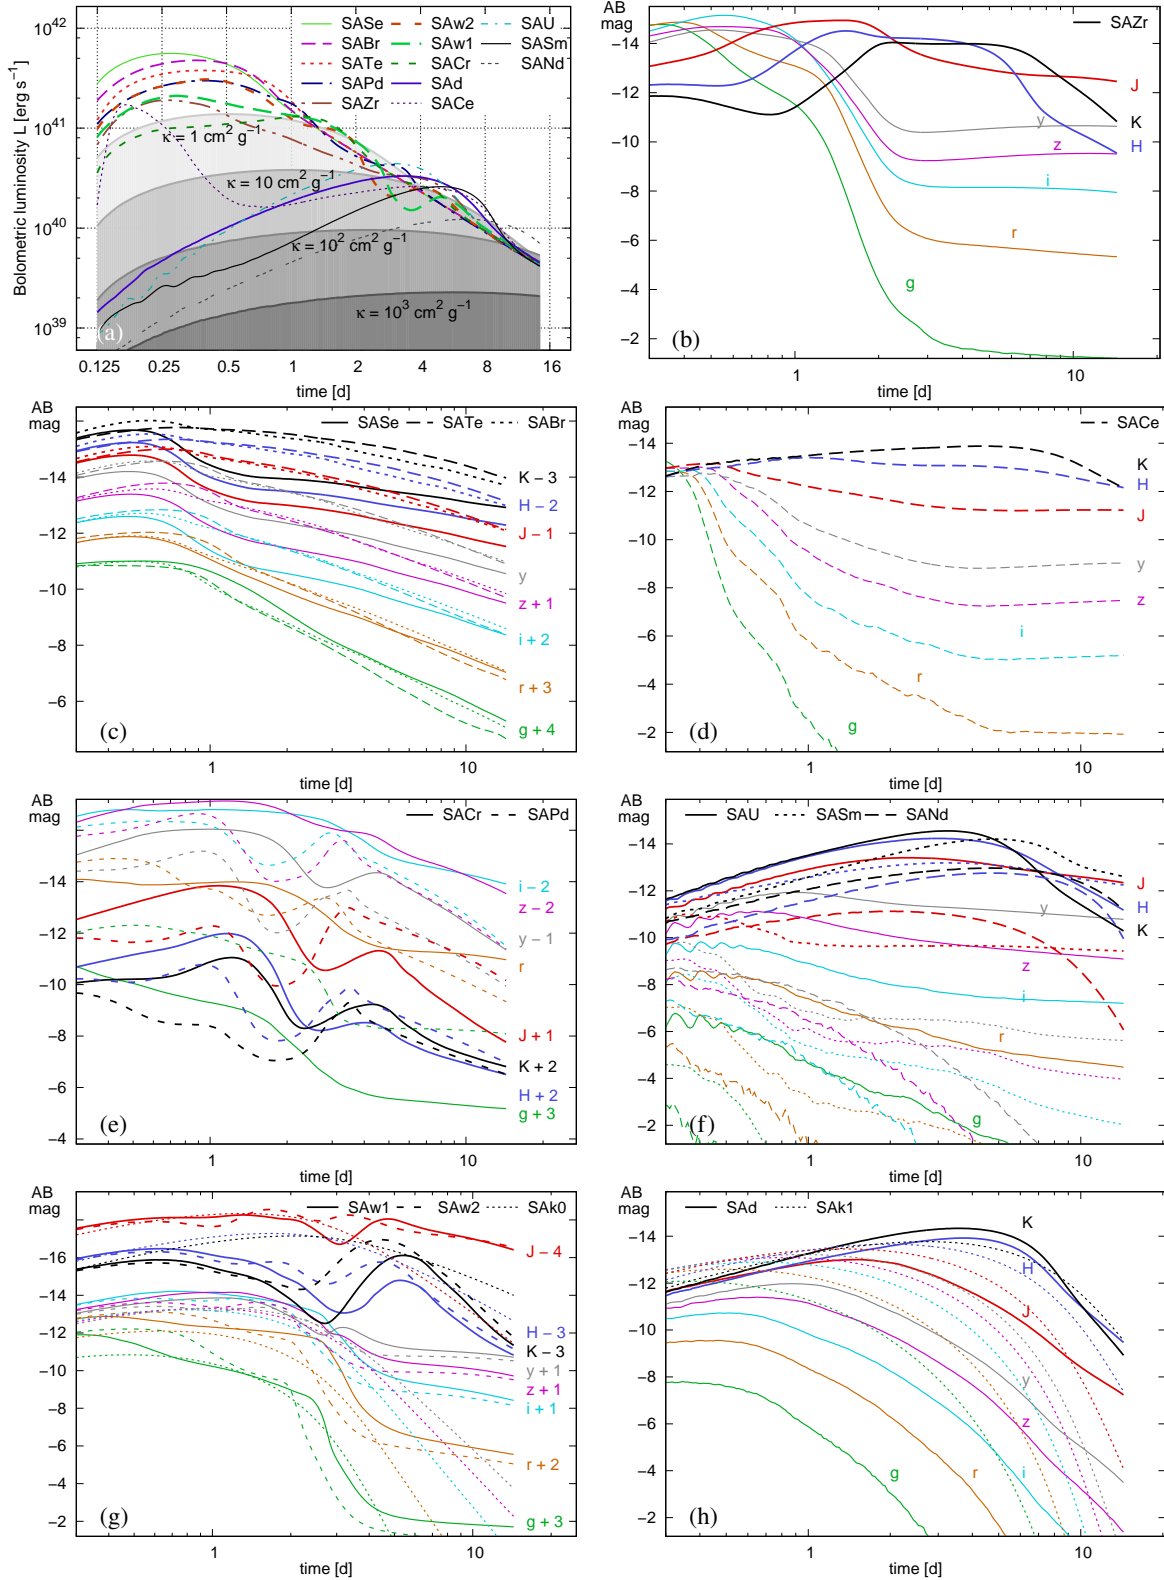 10^42
10^41
10^40
10^39
Bolometric luminosity L [erg s^−1]
SASe SAw2 SAU
SABr SAw1 SASm
SATe SACr SANd
SAPd SAd
SAZr SACe
κ = 1 cm^2 g^−1
κ = 10 cm^2 g^−1
κ = 10^2 cm^2 g^−1
κ = 10^3 cm^2 g^−1
(a)
0.125 0.25 0.5 1 2 4 8 16
time [d]
AB
mag
−14
−12
−10
−8
−6
−4
−2
SAZr
J
K
y
z
H
i
r
g
(b)
1 10
time [d]
AB
mag
−14
−12
−10
−8
−6
SASe SATe SABr
K − 3
H − 2
J − 1
y
z + 1
i + 2
r + 3
g + 4
(c)
1 10
time [d]
AB
mag
−14
−12
−10
−8
−6
−4
−2
SACe
K
H
J
y
z
i
r
g
(d)
1 10
time [d]
AB
mag
−14
−12
−10
−8
−6
−4
SACr SAPd
i − 2
z − 2
y − 1
r
J + 1
K + 2
H + 2
g + 3
(e)
1 10
time [d]
AB
mag
−14
−12
−10
−8
−6
−4
−2
SAU SASm SANd
J
H
y
K
z
i
r
g
(f)
1 10
time [d]
AB
mag
−16
−14
−12
−10
−8
−6
−4
−2
SAw1 SAw2 SAk0
J − 4
H − 3
K − 3
y + 1
z + 1
i + 1
r + 2
g + 3
(g)
1 10
time [d]
AB
mag
−14
−12
−10
−8
−6
−4
−2
SAd SAk1
K
H
J
y
z
i
r
g
(h)
1 10
time [d]